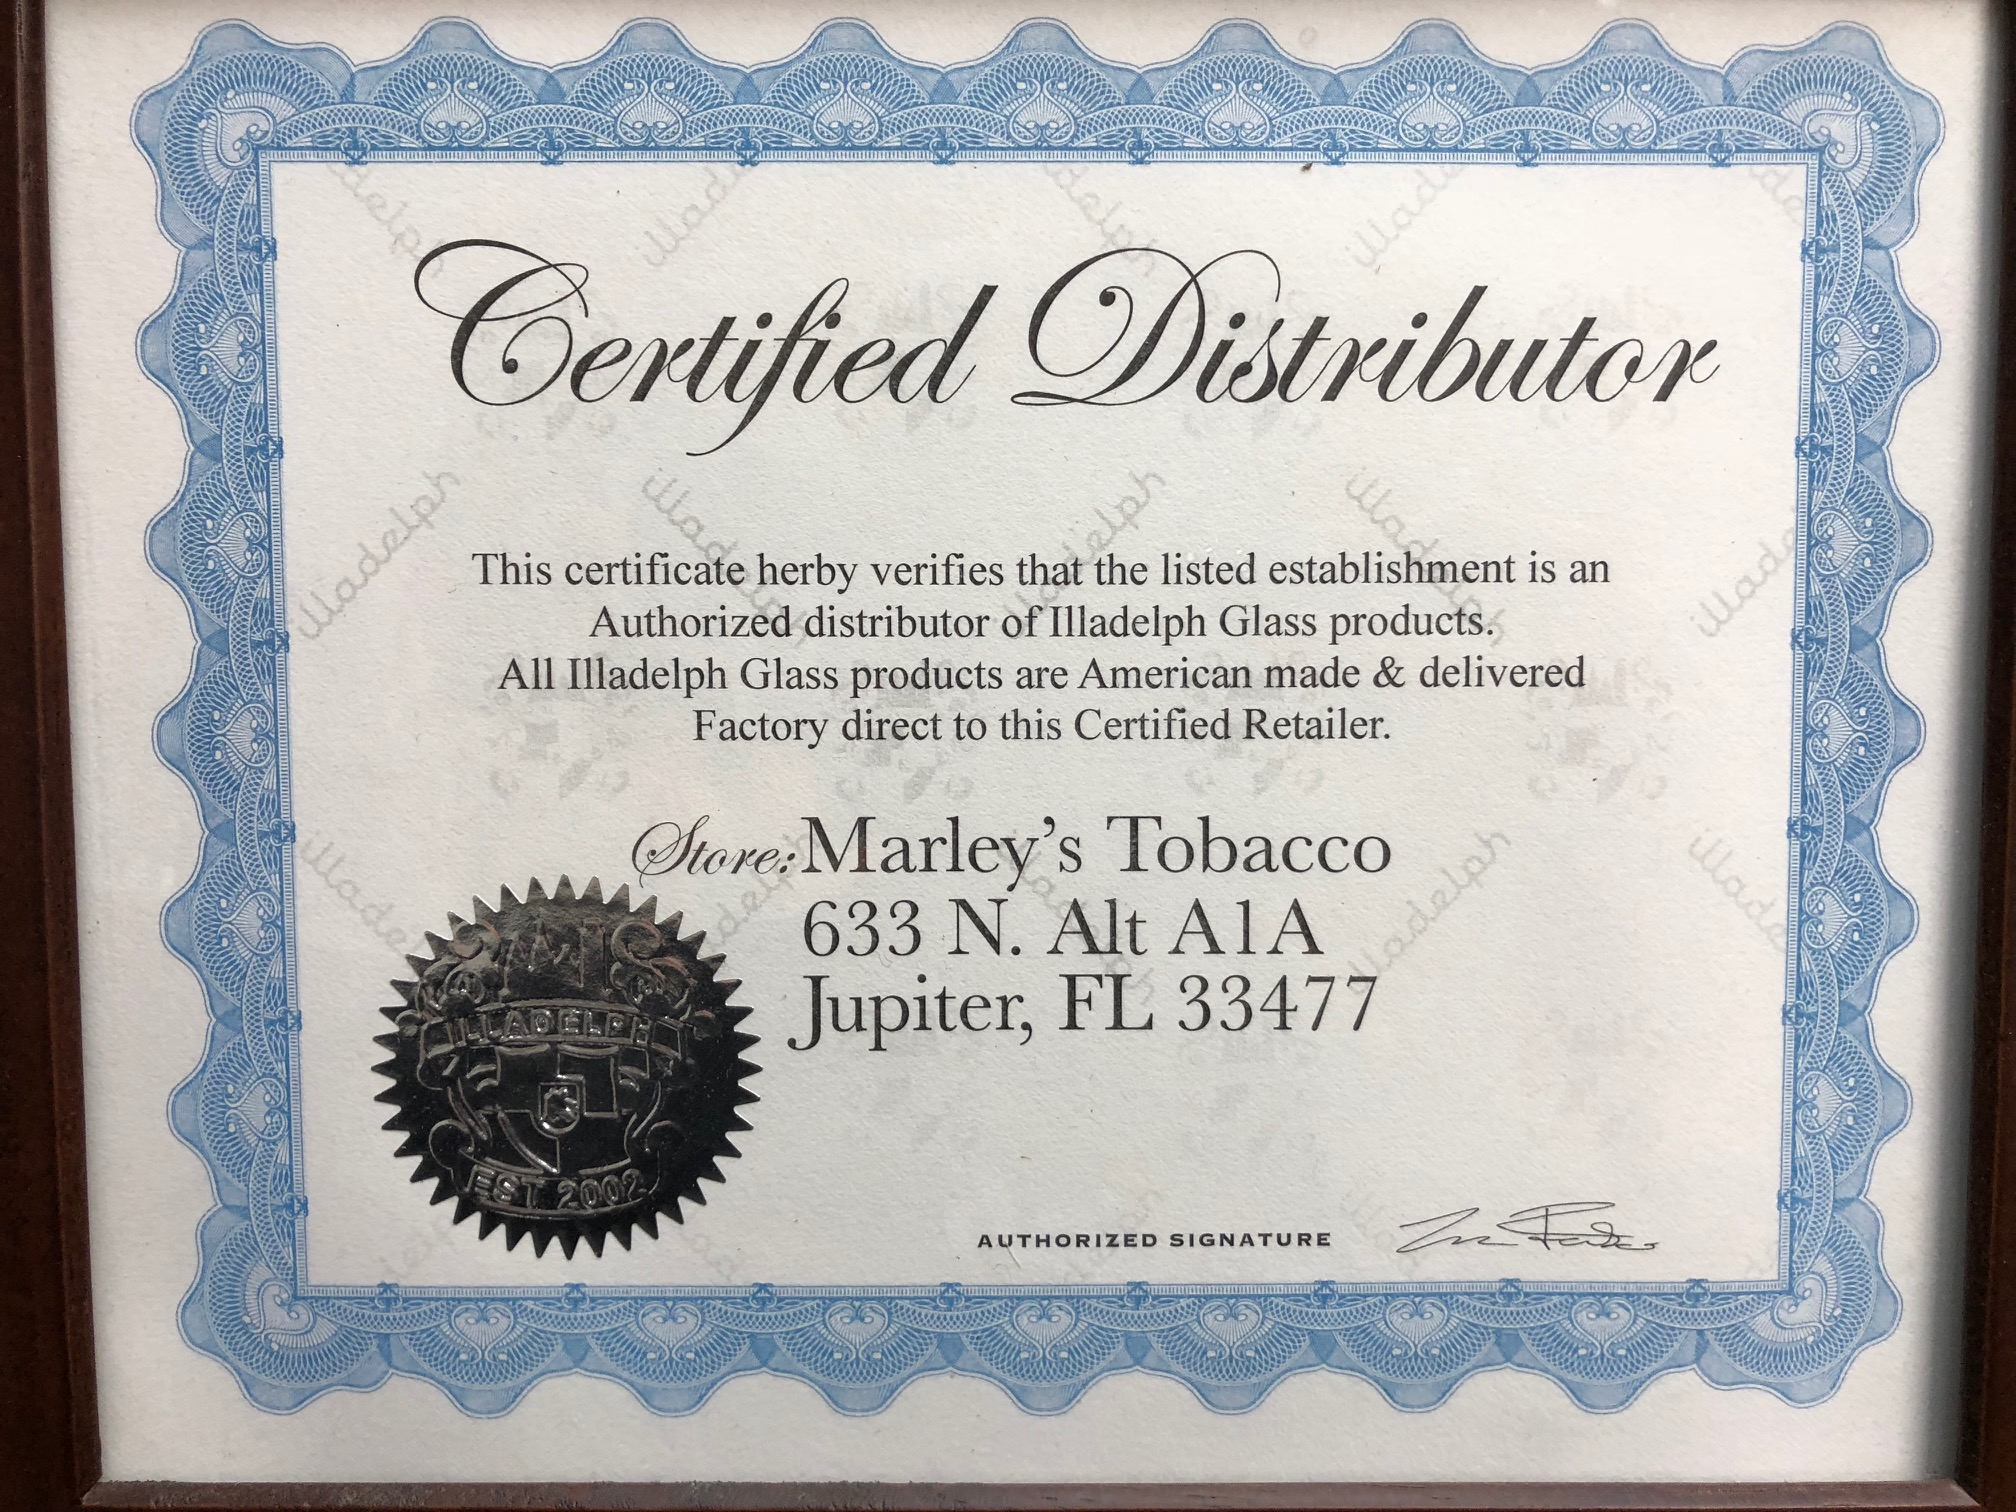 Certified Distributor
This certificate herby verifies that the listed establishment is an
Authorized distributor of Illadelph Glass products.
All Illadelph Glass products are American made & delivered
Factory direct to this Certified Retailer.
Store: Marley's Tobacco
633 N. Alt A1A
Jupiter, FL 33477
ILLADELPH
EST 2002
AUTHORIZED SIGNATURE